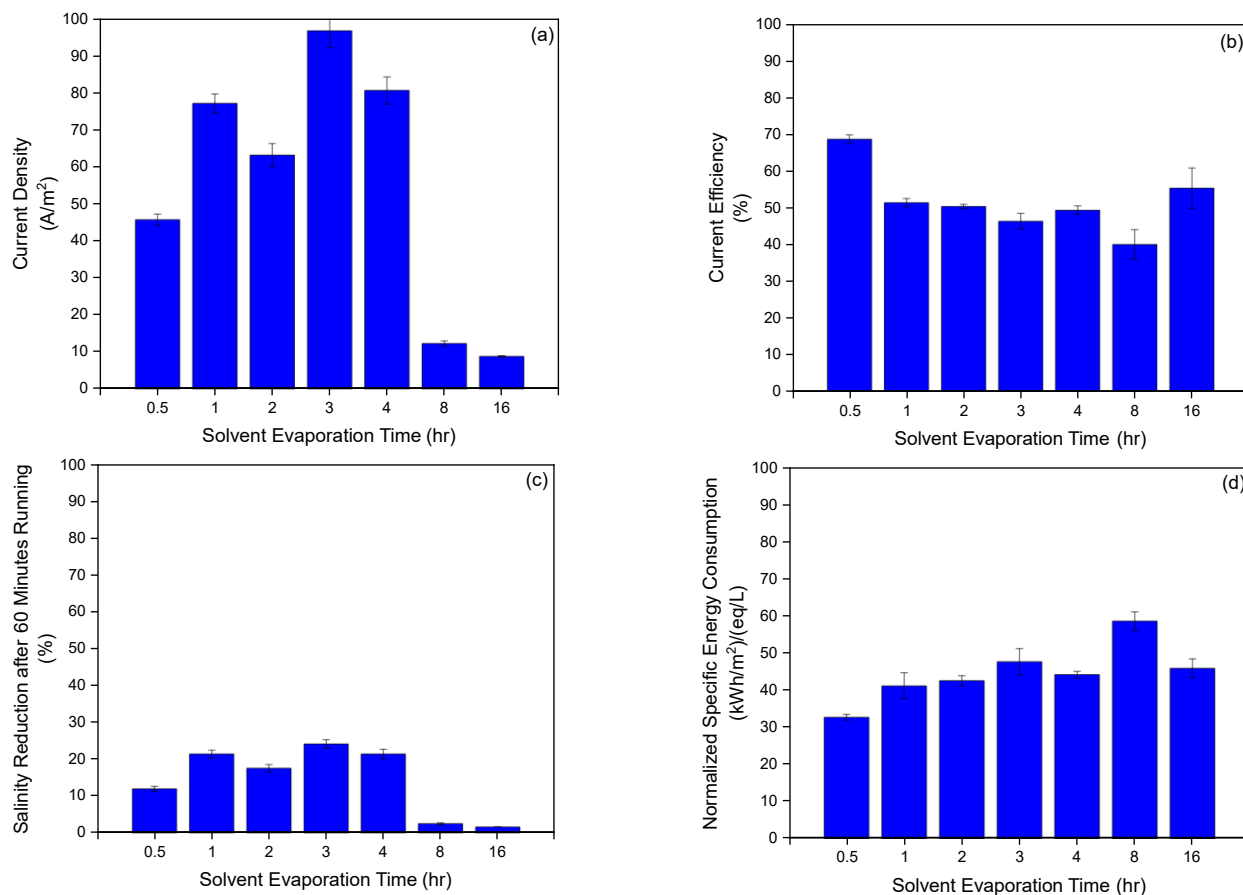 (a)
Current Density
(A/m²)
100
90
80
70
60
50
40
30
20
10
0
0.5 1 2 3 4 8 16
Solvent Evaporation Time (hr)
(b)
Current Efficiency
(%)
100
90
80
70
60
50
40
30
20
10
0
0.5 1 2 3 4 8 16
Solvent Evaporation Time (hr)
(c)
Salinity Reduction after 60 Minutes Running
(%)
100
90
80
70
60
50
40
30
20
10
0
0.5 1 2 3 4 8 16
Solvent Evaporation Time (hr)
(d)
Normalized Specific Energy Consumption
(kWh/m²)/(eq/L)
100
90
80
70
60
50
40
30
20
10
0
0.5 1 2 3 4 8 16
Solvent Evaporation Time (hr)